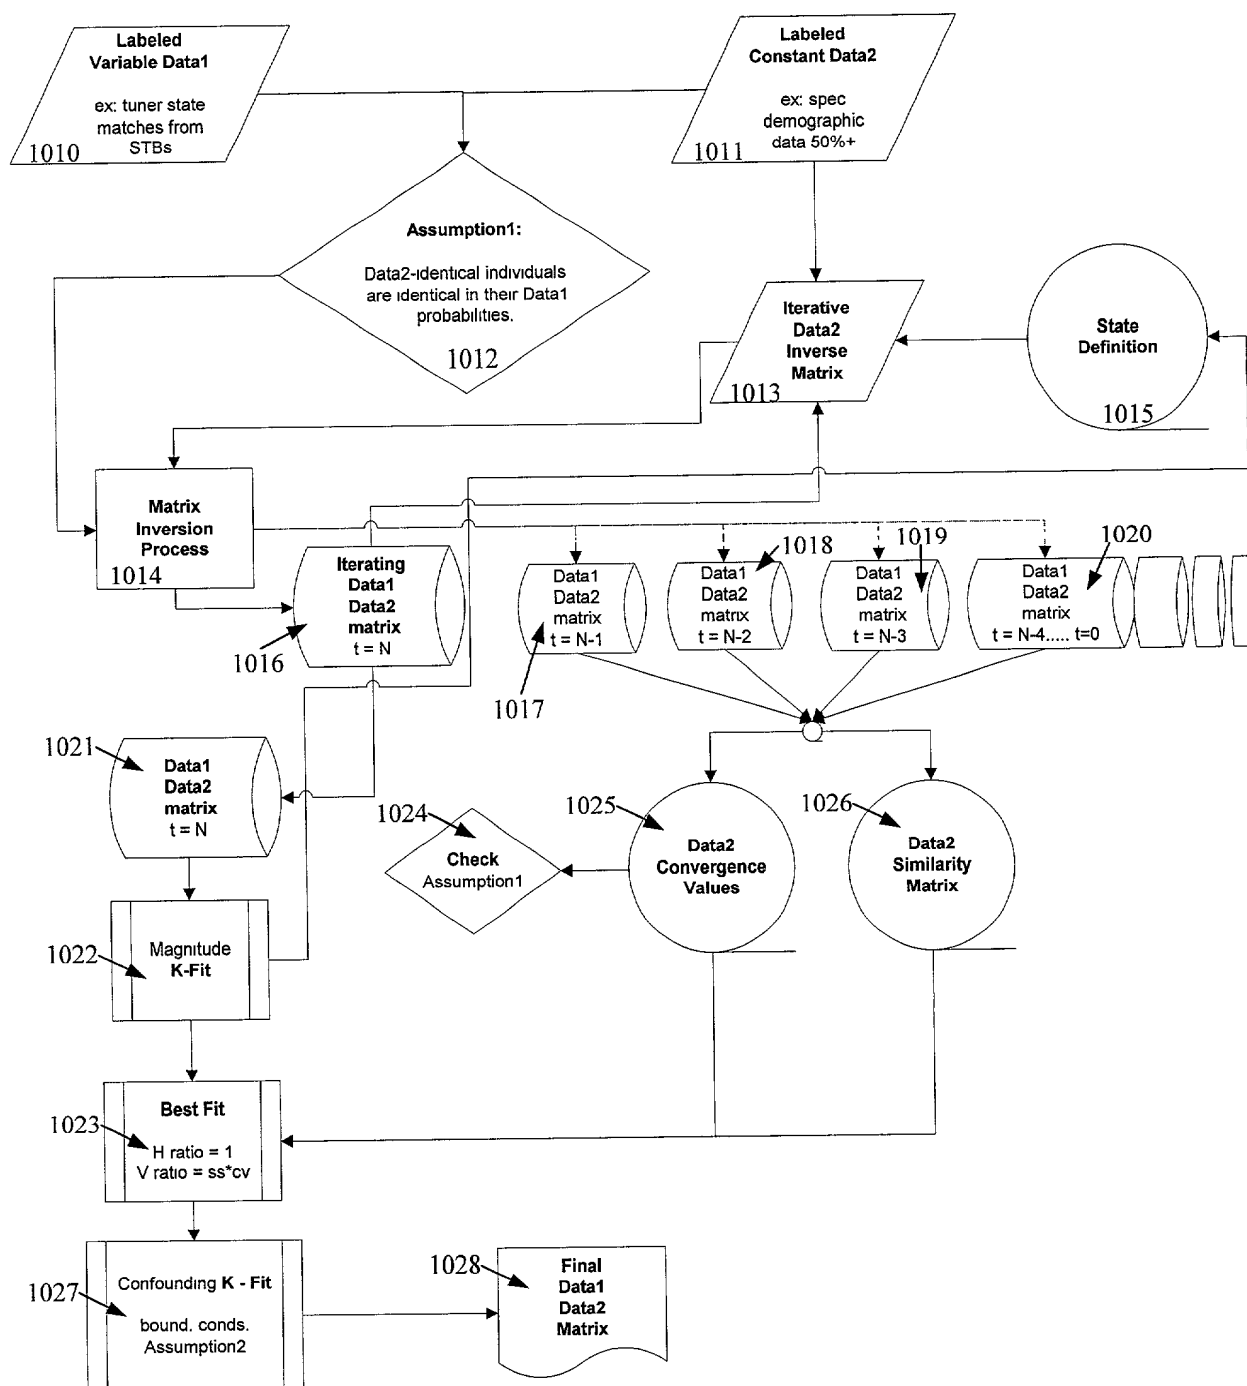 Labeled
Variable Data1
ex: tuner state
matches from
STBs
1010
Labeled
Constant Data2
ex: spec
demographic
data 50%+
1011
Assumption1:
Data2-identical individuals
are identical in their Data1
probabilities.
1012
Iterative
Data2
Inverse
Matrix
1013
State
Definition
1015
Matrix
Inversion
Process
1014
Iterating
Data1
Data2
matrix
t = N
1016
Data1
Data2
matrix
t = N-1
1017
Data1
Data2
matrix
t = N-2
1018
Data1
Data2
matrix
t = N-3
1019
Data1
Data2
matrix
t = N-4..... t=0
1020
1021
Data1
Data2
matrix
t = N
1024
Check
Assumption1
1025
Data2
Convergence
Values
1026
Data2
Similarity
Matrix
1022
Magnitude
K-Fit
1023
Best Fit
H ratio = 1
V ratio = ss*cv
1027
Confounding K - Fit
bound. conds.
Assumption2
1028
Final
Data1
Data2
Matrix